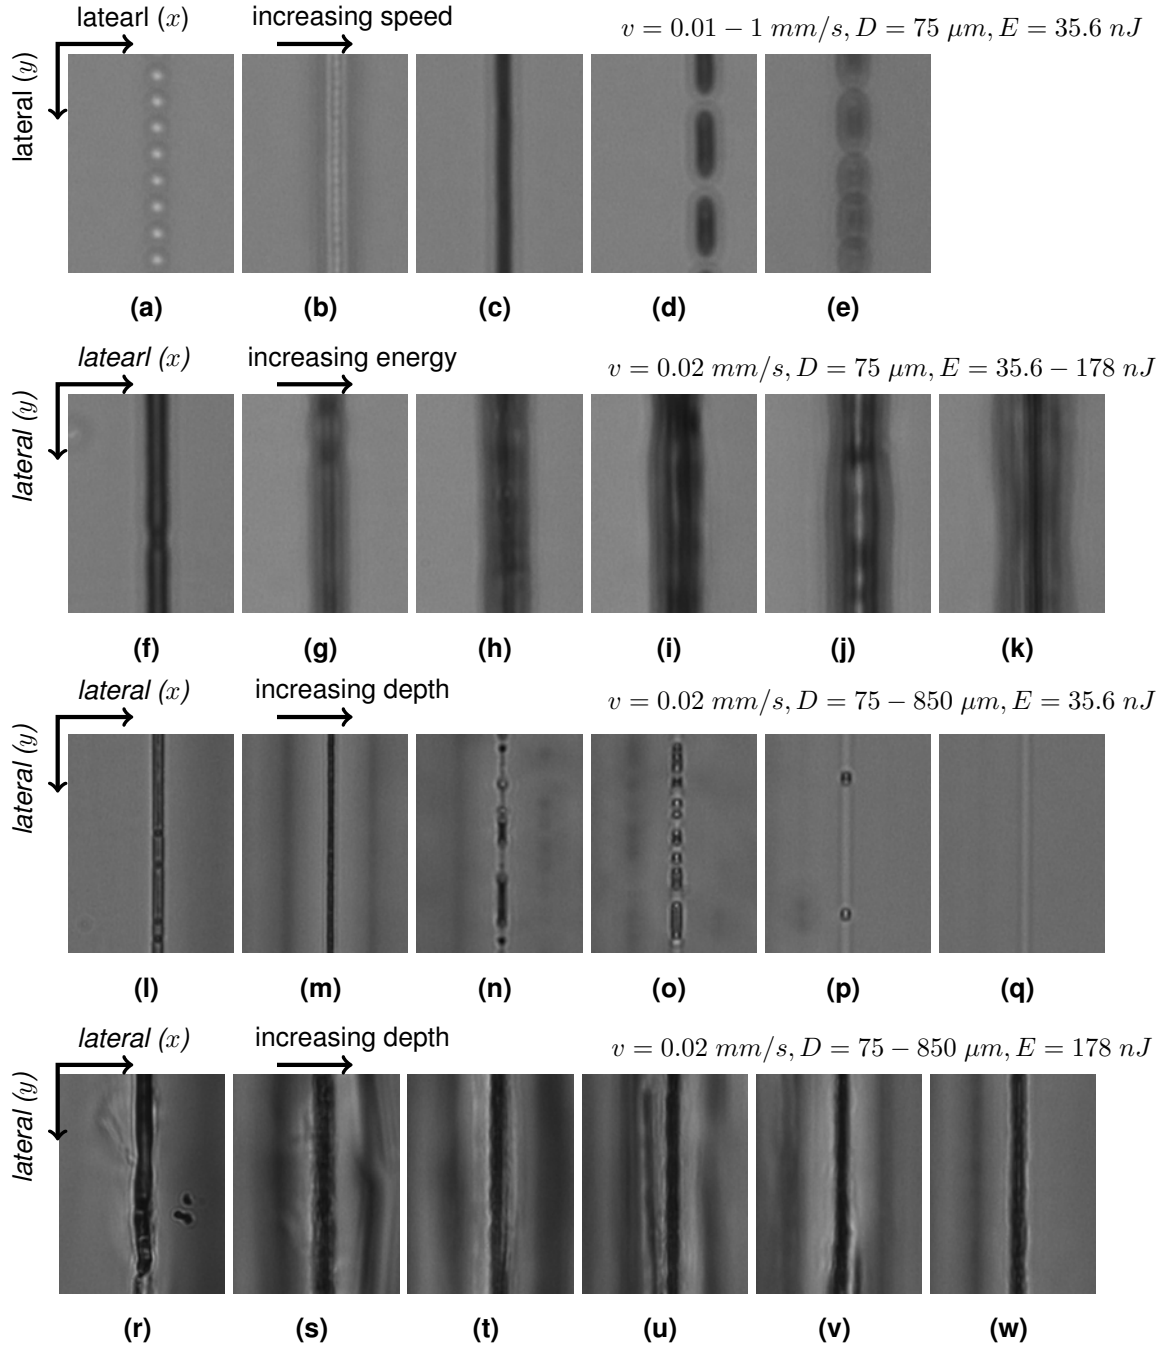 latearl (x) increasing speed v = 0.01 − 1 mm/s, D = 75 μm, E = 35.6 nJ
lateral (y)
(a) (b) (c) (d) (e)
latearl (x) increasing energy v = 0.02 mm/s, D = 75 μm, E = 35.6 − 178 nJ
lateral (y)
(f) (g) (h) (i) (j) (k)
lateral (x) increasing depth v = 0.02 mm/s, D = 75 − 850 μm, E = 35.6 nJ
lateral (y)
(l) (m) (n) (o) (p) (q)
lateral (x) increasing depth v = 0.02 mm/s, D = 75 − 850 μm, E = 178 nJ
lateral (y)
(r) (s) (t) (u) (v) (w)